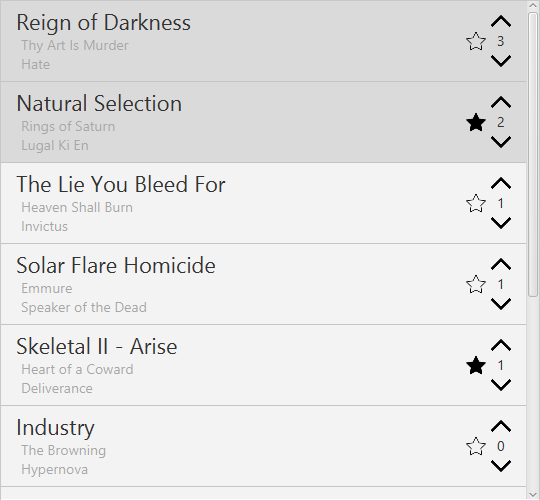 Reign of Darkness
Thy Art Is Murder
Hate
3
Natural Selection
Rings of Saturn
Lugal Ki En
2
The Lie You Bleed For
Heaven Shall Burn
Invictus
1
Solar Flare Homicide
Emmure
Speaker of the Dead
1
Skeletal II - Arise
Heart of a Coward
Deliverance
1
Industry
The Browning
Hypernova
0